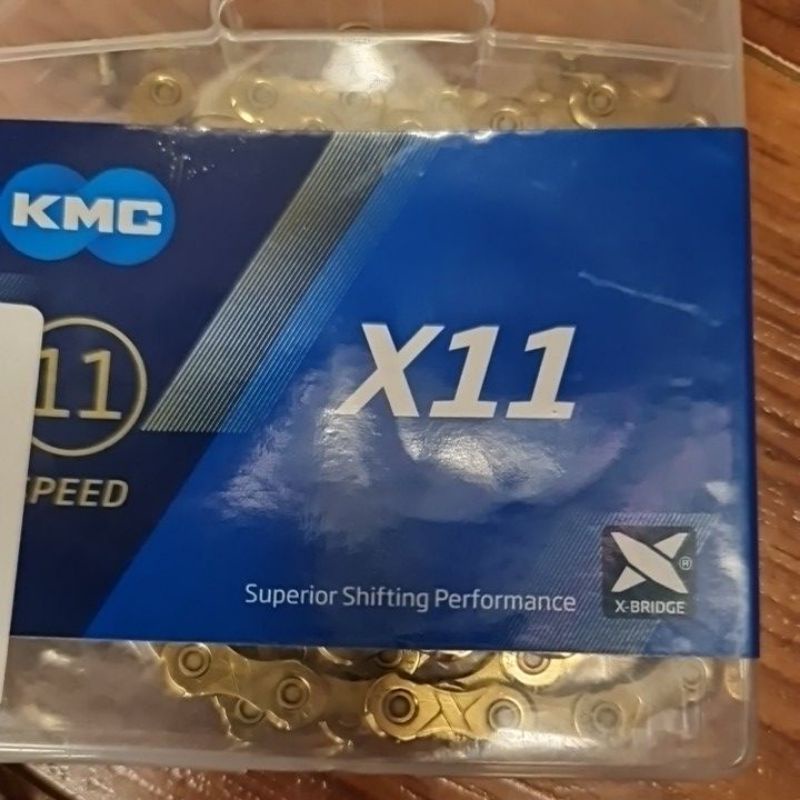 KMC
11
X11
PEED
Superior Shifting Performance
®
X-BRIDGE